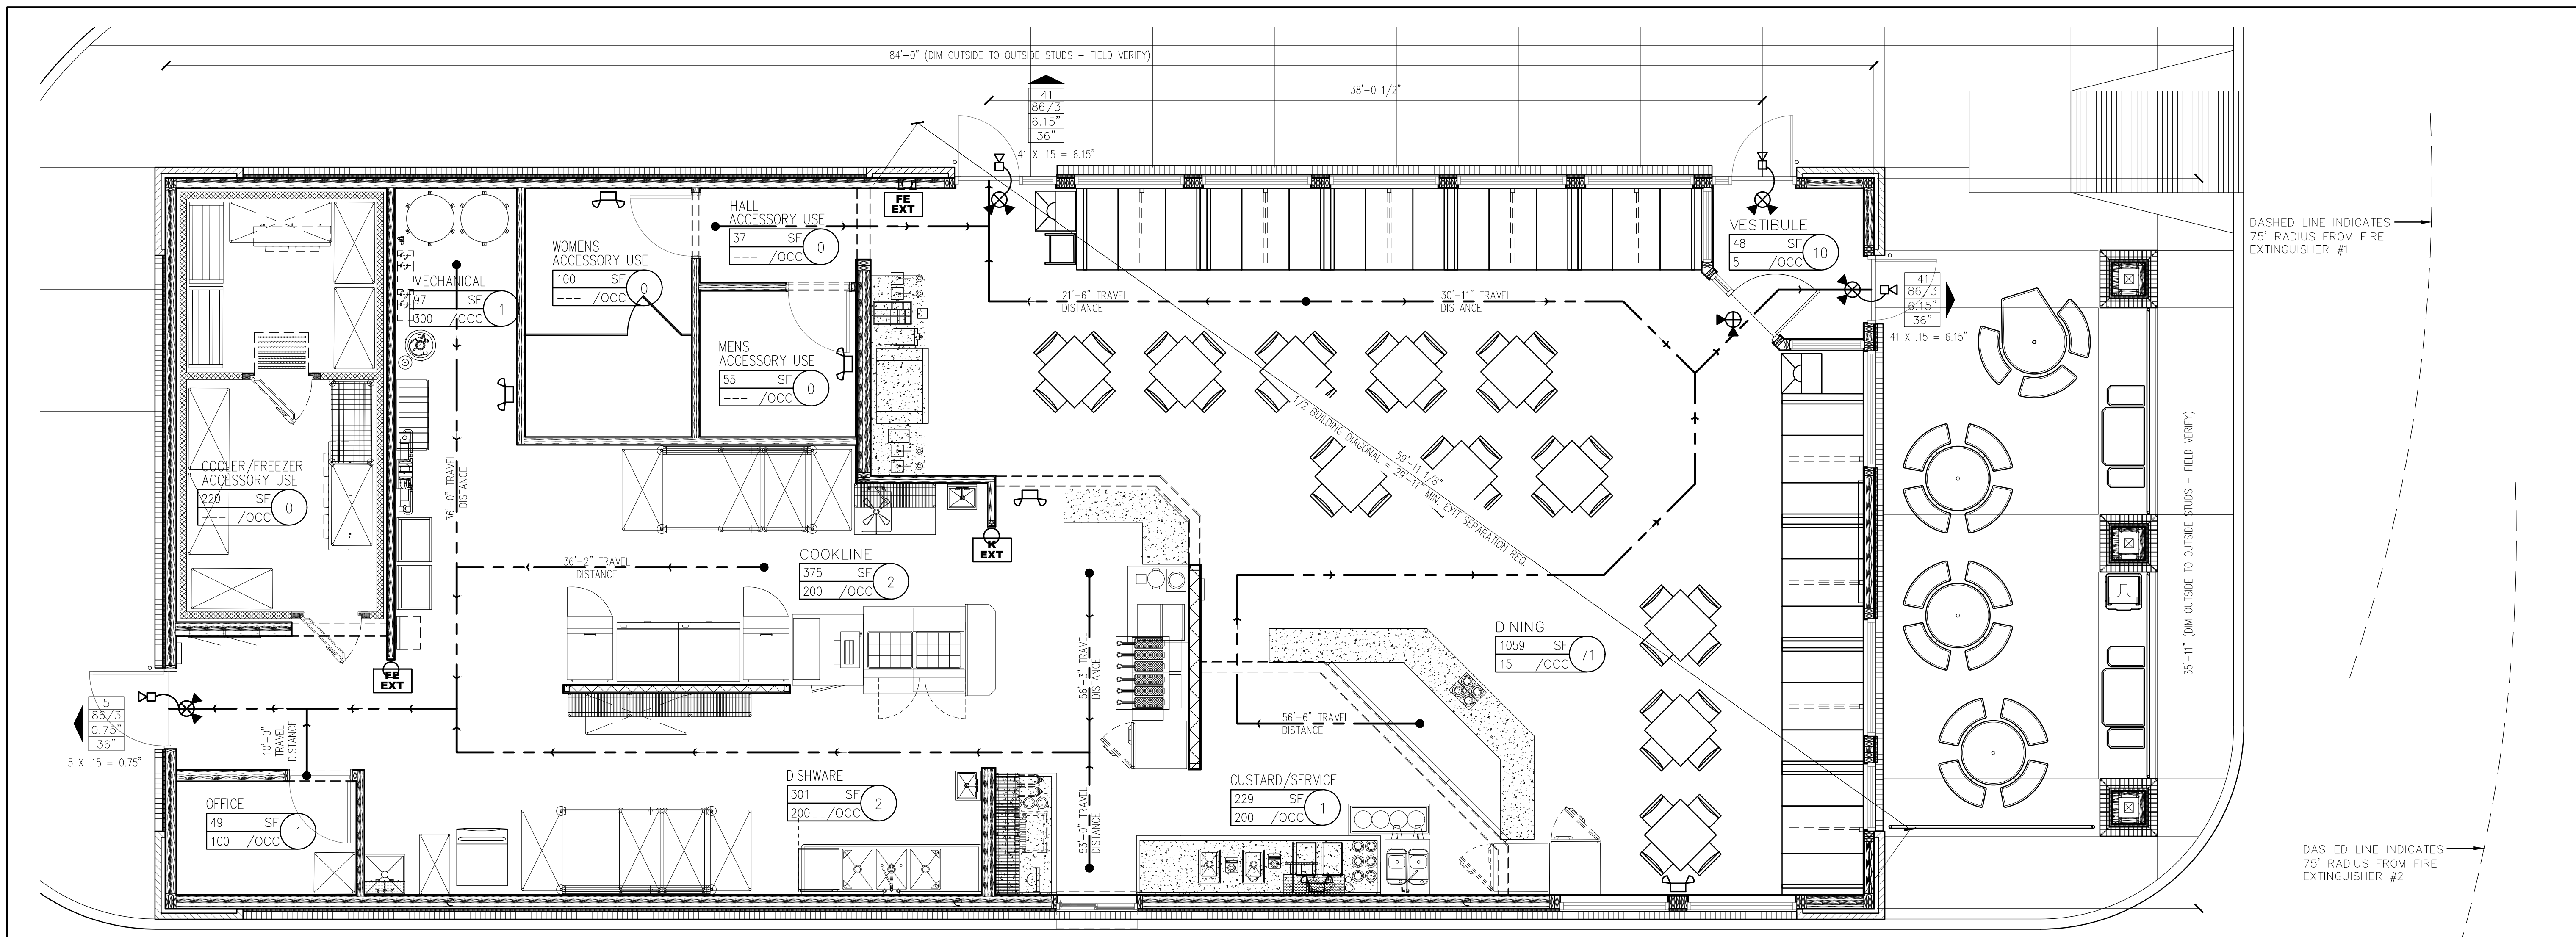 84'-0" (DIM OUTSIDE TO OUTSIDE STUDS - FIELD VERIFY)
38'-0 1/2"
41
86/3
6.15"
36"
41 X .15 = 6.15"
FE
EXT
HALL
ACCESSORY USE
37 SF
--- /OCC
0
WOMENS
ACCESSORY USE
100 SF
--- /OCC
0
MECHANICAL
97 SF
300 /OCC
1
MENS
ACCESSORY USE
55 SF
--- /OCC
0
VESTIBULE
48 SF
5 /OCC
10
41
86/3
6.15"
36"
41 X .15 = 6.15"
DASHED LINE INDICATES
75' RADIUS FROM FIRE
EXTINGUISHER #1
21'-6" TRAVEL
DISTANCE
30'-11" TRAVEL
DISTANCE
COOLER/FREEZER
ACCESSORY USE
220 SF
--- /OCC
0
36'-0" TRAVEL
DISTANCE
1/2 BUILDING DIAGONAL = 29'-11" MIN. EXIT SEPARATION REQ.
59'-11 1/8"
35'-11" (DIM OUTSIDE TO OUTSIDE STUDS - FIELD VERIFY)
K
EXT
COOKLINE
375 SF
200 /OCC
2
36'-2" TRAVEL
DISTANCE
DINING
1059 SF
15 /OCC
71
56'-3" TRAVEL
DISTANCE
FE
EXT
5
86/3
0.75"
36"
5 X .15 = 0.75"
10'-0"
TRAVEL
DISTANCE
56'-6" TRAVEL
DISTANCE
OFFICE
49 SF
100 /OCC
1
DISHWARE
301 SF
200 /OCC
2
53'-0" TRAVEL
DISTANCE
CUSTARD/SERVICE
229 SF
200 /OCC
1
DASHED LINE INDICATES
75' RADIUS FROM FIRE
EXTINGUISHER #2